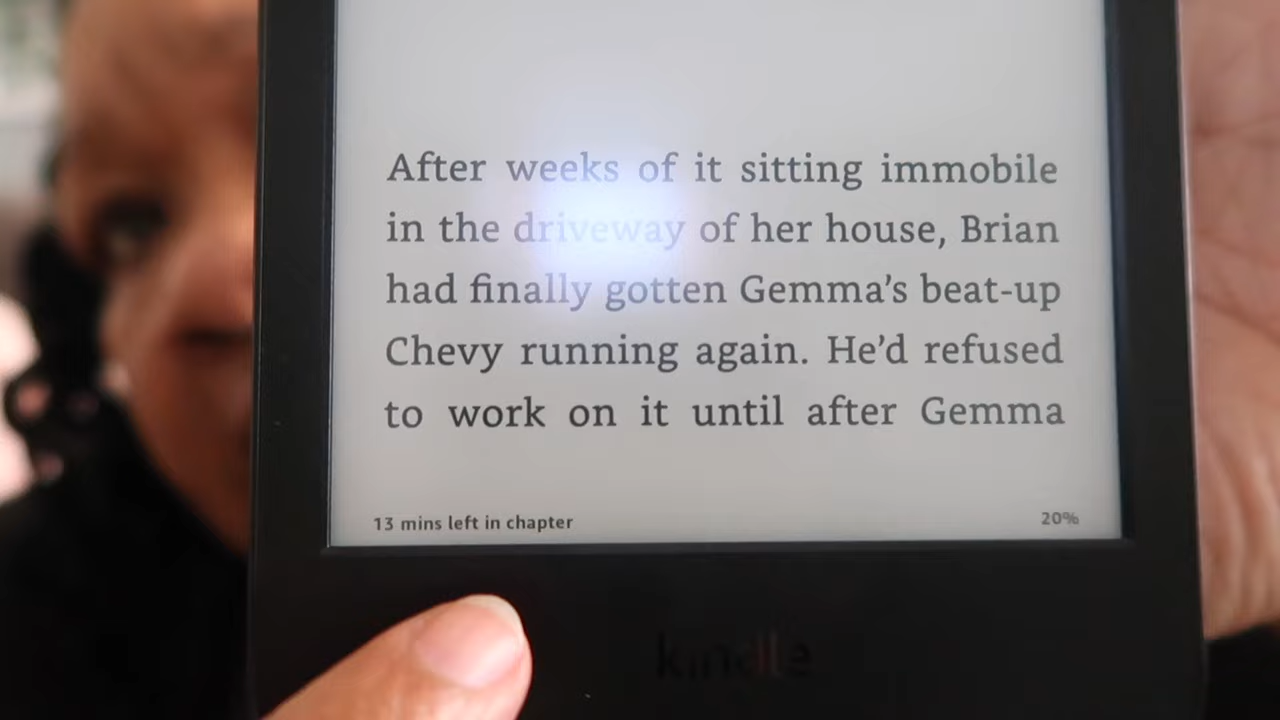 After weeks of it sitting immobile
in the driveway of her house, Brian
had finally gotten Gemma’s beat-up
Chevy running again. He’d refused
to work on it until after Gemma
13 mins left in chapter 20%
kindle